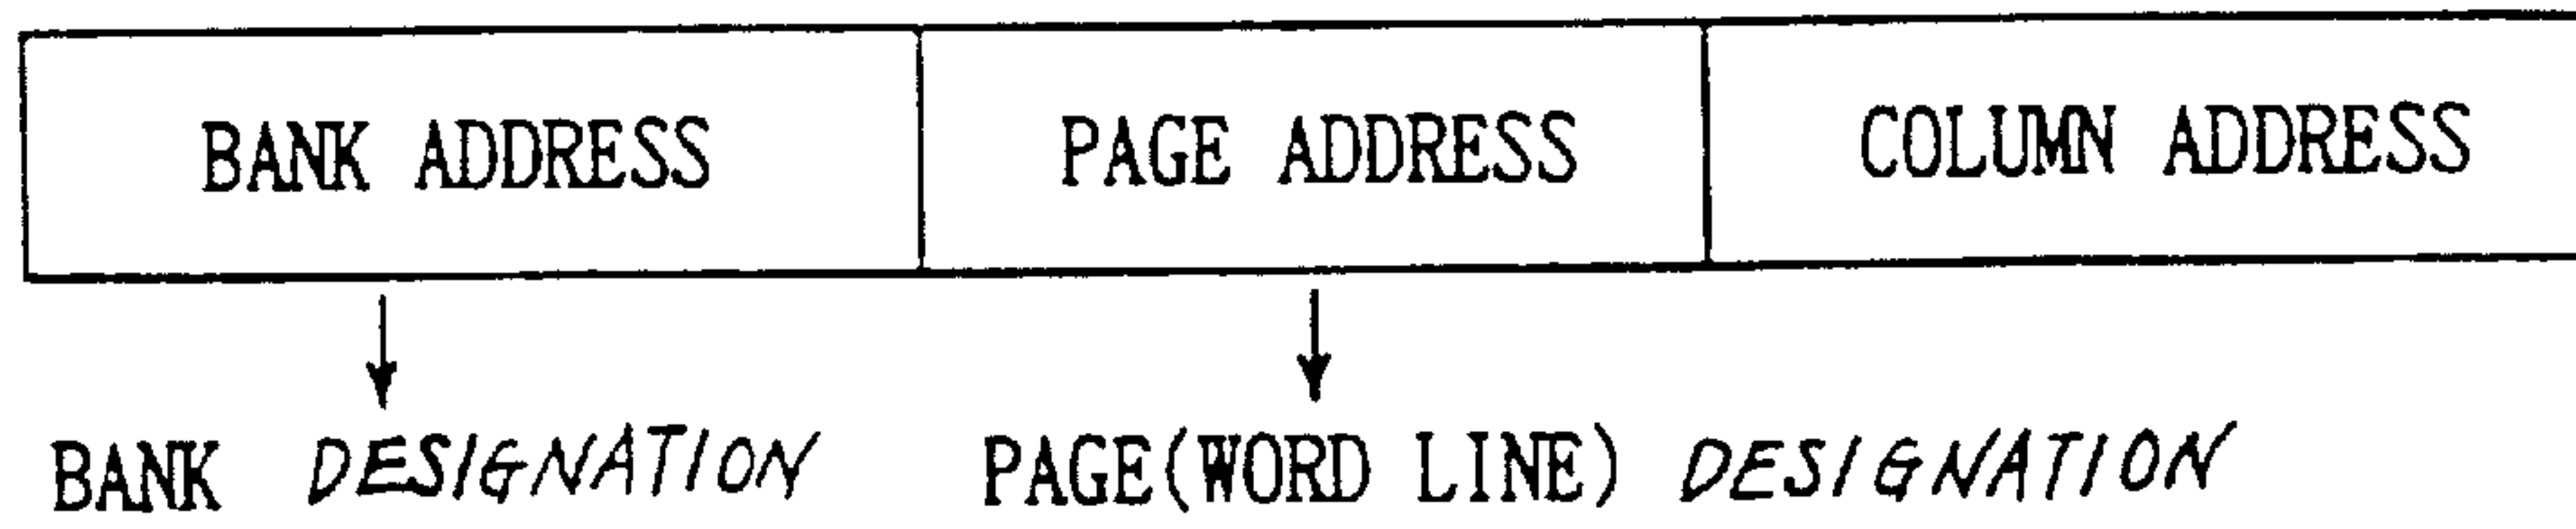 BANK ADDRESS PAGE ADDRESS COLUMN ADDRESS
BANK DESIGNATION PAGE(WORD LINE) DESIGNATION